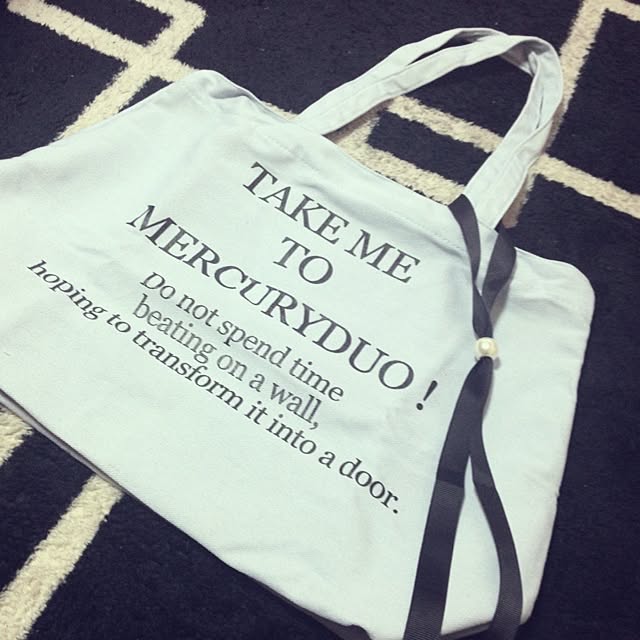 TAKE ME
TO
MERCURYDUO !
Do not spend time
beating on a wall,
hoping to transform it into a door.